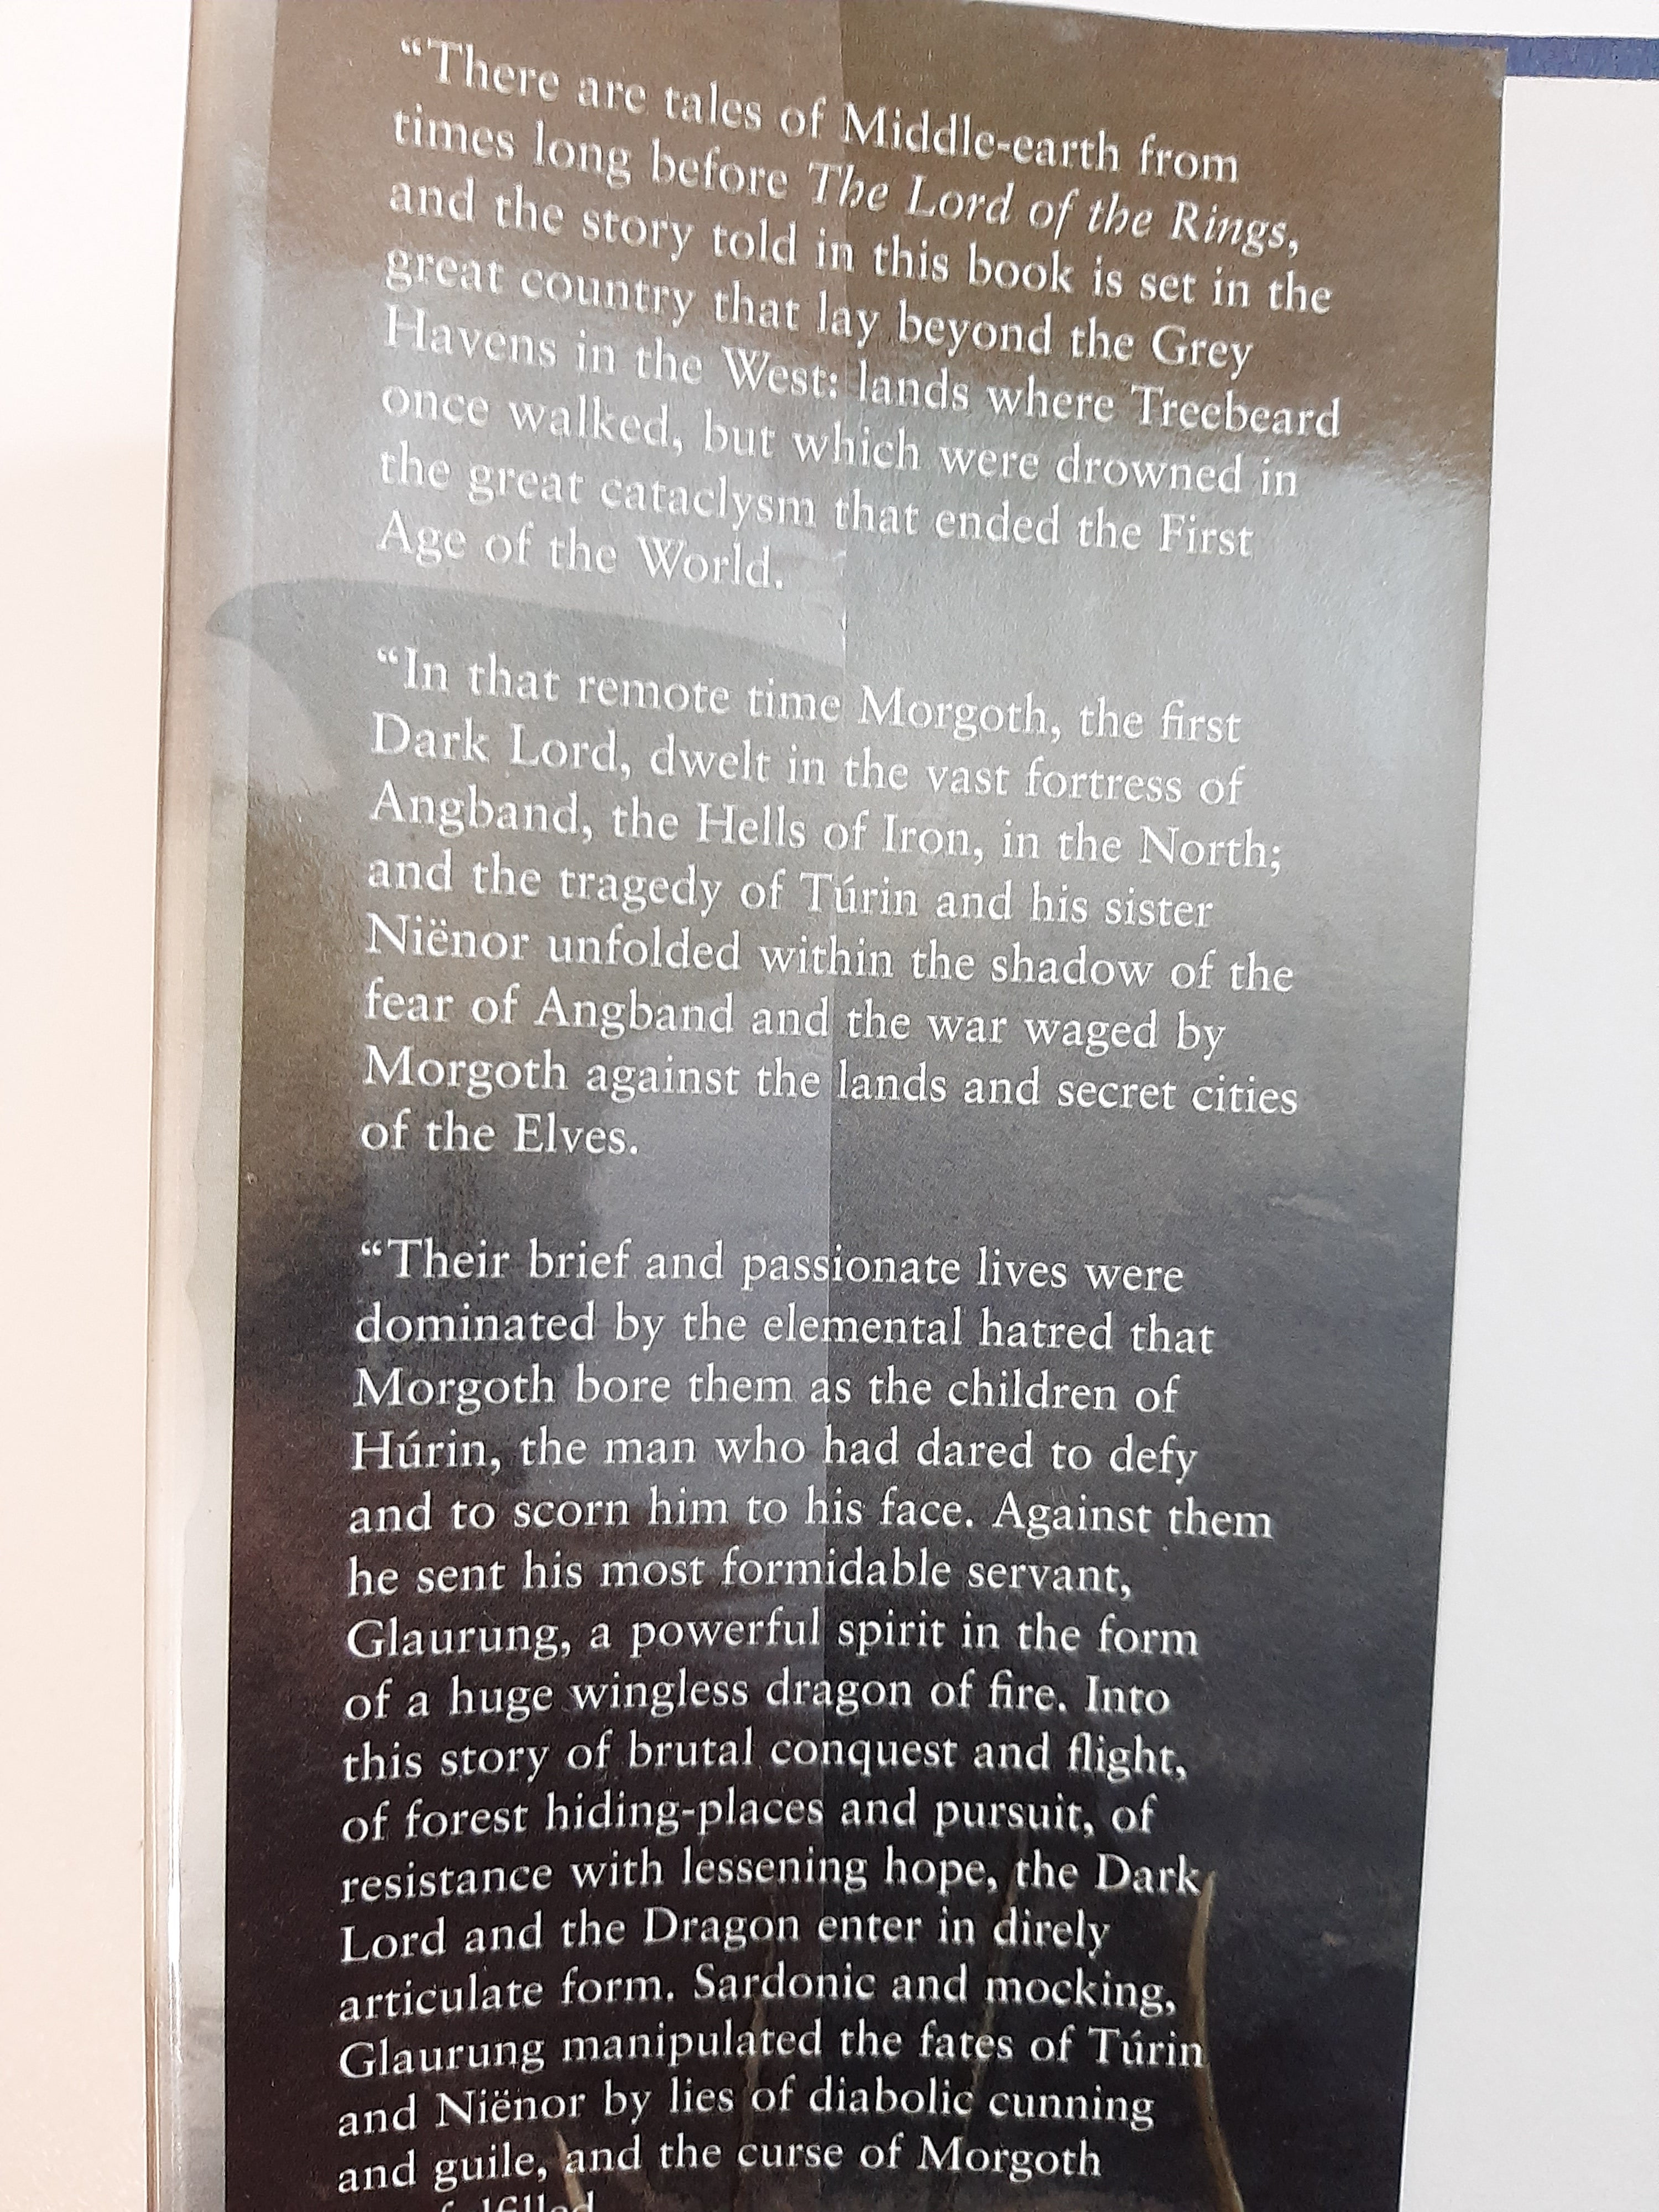 “There are tales of Middle-earth from
times long before The Lord of the Rings,
and the story told in this book is set in the
great country that lay beyond the Grey
Havens in the West: lands where Treebeard
once walked, but which were drowned in
the great cataclysm that ended the First
Age of the World.
“In that remote time Morgoth, the first
Dark Lord, dwelt in the vast fortress of
Angband, the Hells of Iron, in the North;
and the tragedy of Túrin and his sister
Niënor unfolded within the shadow of the
fear of Angband and the war waged by
Morgoth against the lands and secret cities
of the Elves.
“Their brief and passionate lives were
dominated by the elemental hatred that
Morgoth bore them as the children of
Húrin, the man who had dared to defy
and to scorn him to his face. Against them
he sent his most formidable servant,
Glaurung, a powerful spirit in the form
of a huge wingless dragon of fire. Into
this story of brutal conquest and flight,
of forest hiding-places and pursuit, of
resistance with lessening hope, the Dark
Lord and the Dragon enter in direly
articulate form. Sardonic and mocking,
Glaurung manipulated the fates of Túrin
and Niënor by lies of diabolic cunning
and guile, and the curse of Morgoth